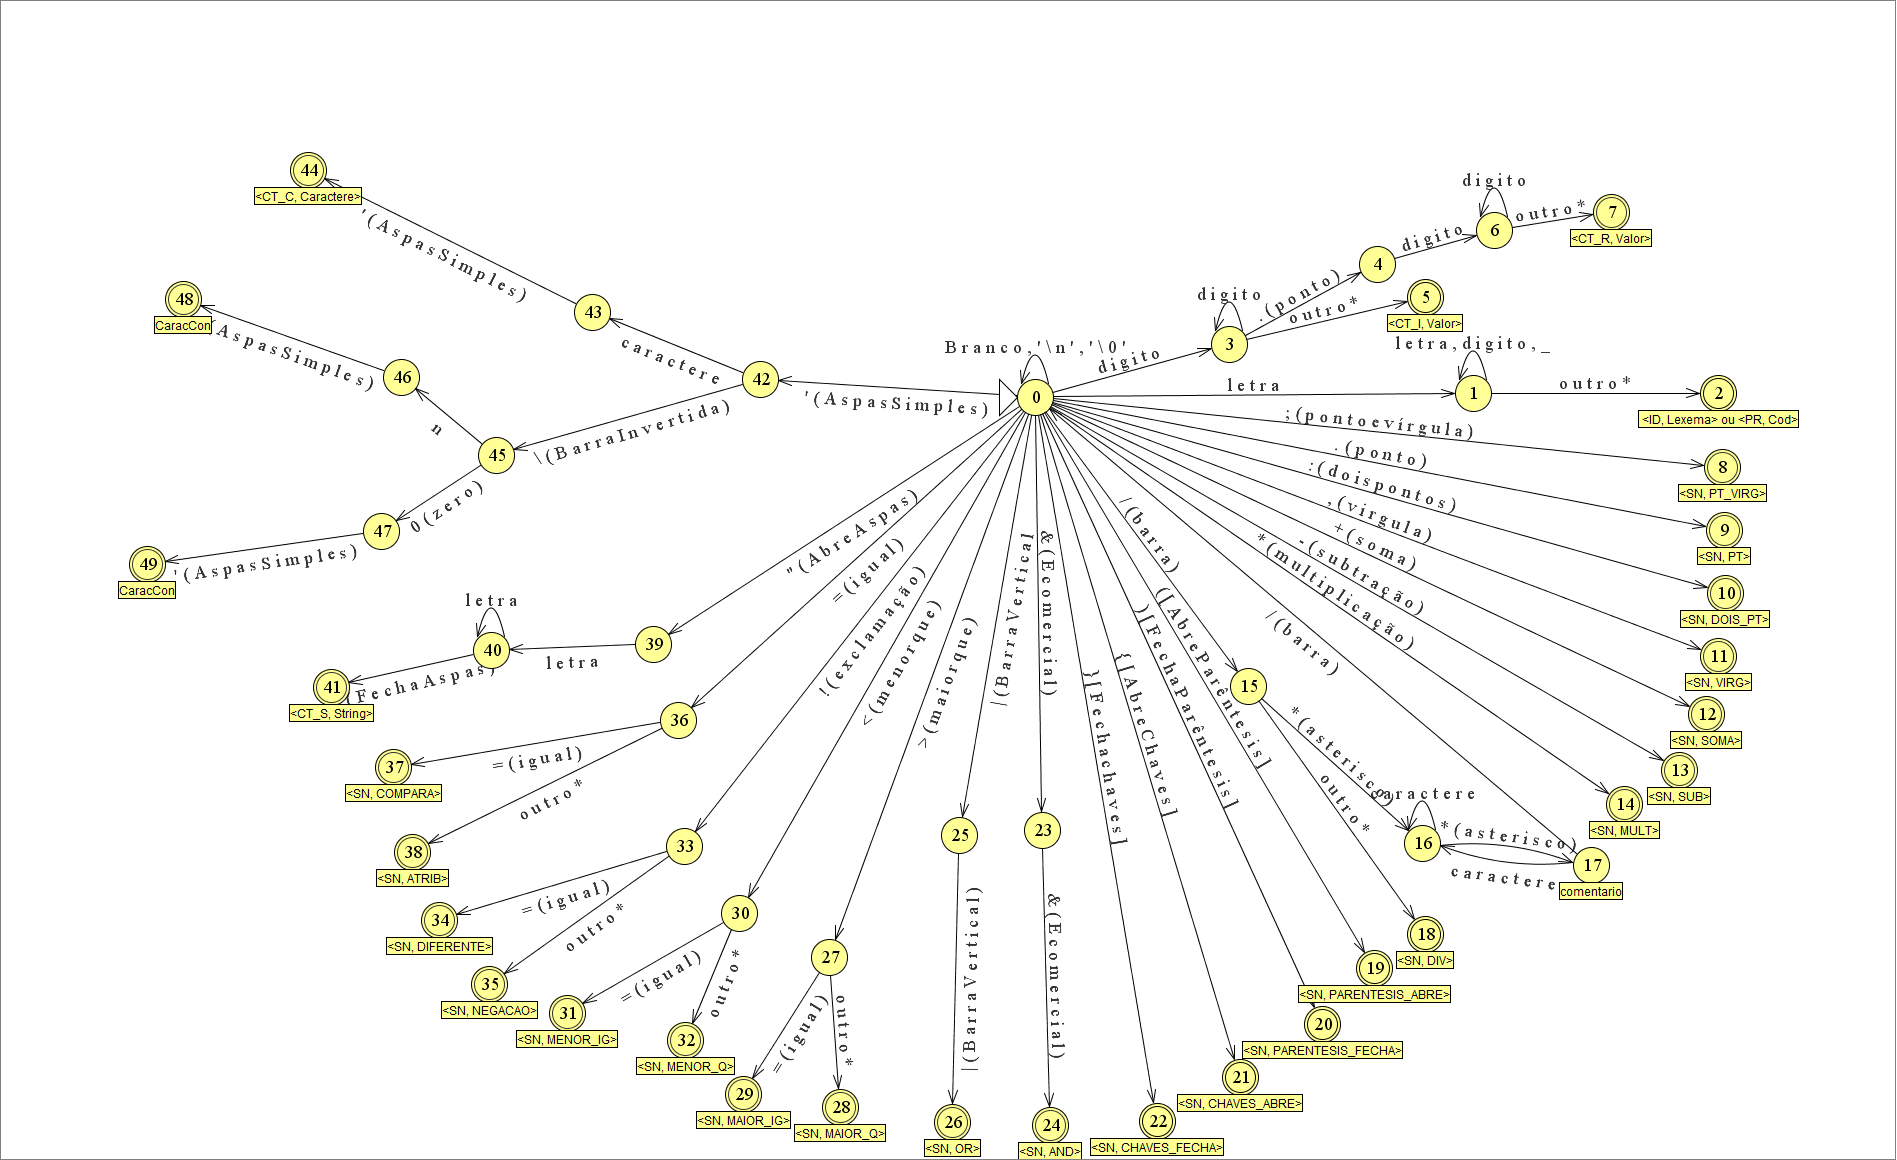 44
<CT_C, Caractere>
'(AspasSimples)
48
CaracCon
(AspasSimples)
43
46
caractere
42
n
\(BarraInvertida)
45
0(zero)
47
49
CaracCon
'(AspasSimples)
'(AspasSimples)
Branco,'\n','\0'
0
digito
digito
3
.(ponto)
outro*
4
digito
digito
6
outro*
7
<CT_R, Valor>
5
<CT_I, Valor>
letra
letra,digito,_
1
outro*
2
<ID, Lexema> ou <PR, Cod>
;(pontoevírgula)
8
<SN, PT_VIRG>
.(ponto)
9
<SN, PT>
:(doispontos)
10
<SN, DOIS_PT>
,(virgula)
11
<SN, VIRG>
+(soma)
12
<SN, SOMA>
-(subtração)
13
<SN, SUB>
*(multiplicação)
14
<SN, MULT>
/(barra)
/(barra)
15
*(asterisco)
outro*
caractere
16
*(asterisco)
caractere
17
comentario
18
<SN, DIV>
([AbreParêntesis]
19
<SN, PARENTESIS_ABRE>
)[FechaParêntesis]
20
<SN, PARENTESIS_FECHA>
{[AbreChaves]
21
<SN, CHAVES_ABRE>
}[Fechachaves]
22
<SN, CHAVES_FECHA>
&(Ecomercial)
23
&(Ecomercial)
24
<SN, AND>
|(BarraVertical
25
|(BarraVertical)
26
<SN, OR>
>(maiorque)
27
=(igual)
outro*
29
<SN, MAIOR_IG>
28
<SN, MAIOR_Q>
<(menorque)
30
=(igual)
outro*
31
<SN, MENOR_IG>
32
<SN, MENOR_Q>
!(exclamação)
33
=(igual)
outro*
34
<SN, DIFERENTE>
35
<SN, NEGACAO>
=(igual)
36
=(igual)
outro*
37
<SN, COMPARA>
38
<SN, ATRIB>
"(AbreAspas)
39
letra
letra
40
(FechaAspas)
41
<CT_S, String>